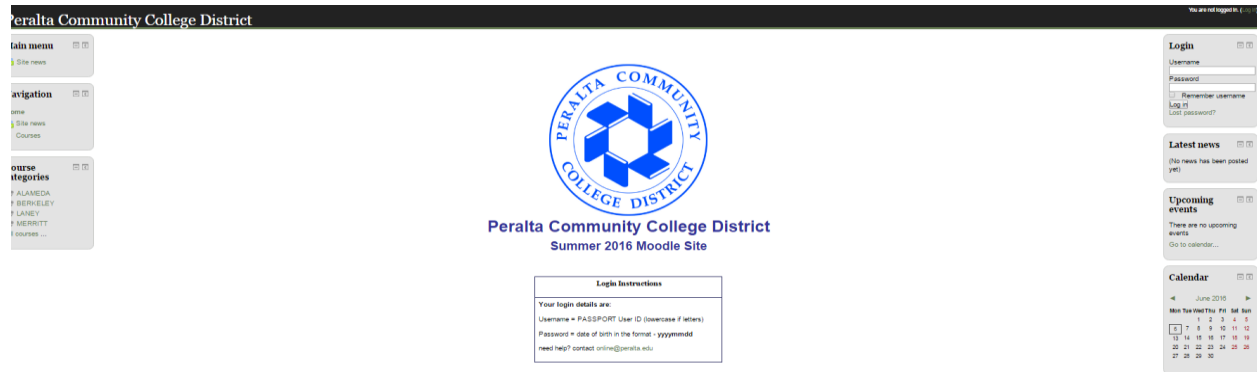 Peralta Community College District
You are not logged in. (Log in
Main menu
Site news
Navigation
Home
Site news
Courses
Course
categories
ALAMEDA
BERKELEY
LANEY
MERRITT
courses ...
PERALTA COMMUNITY
COLLEGE DISTRICT
Peralta Community College District
Summer 2016 Moodle Site
Login Instructions
Your login details are:
Username = PASSPORT User ID (lowercase if letters)
Password = date of birth in the format - yyyymmdd
need help? contact online@peralta.edu
Login
Username
Password
Remember username
Log in
Lost password?
Latest news
(No news has been posted
yet)
Upcoming
events
There are no upcoming
events
Go to calendar...
Calendar
◄ June 2016 ►
Mon Tue Wed Thu Fri Sat Sun
1 2 3 4 5
6 7 8 9 10 11 12
13 14 15 16 17 18 19
20 21 22 23 24 25 26
27 28 29 30